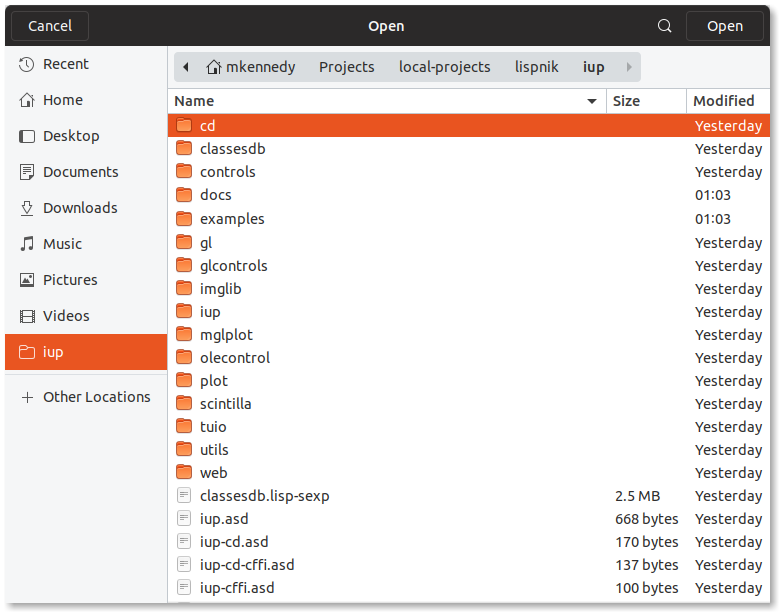 Cancel Open Open
Recent
Home
Desktop
Documents
Downloads
Music
Pictures
Videos
iup
Other Locations
mkennedy Projects local-projects lispnik iup
Name Size Modified
cd Yesterday
classesdb Yesterday
controls Yesterday
docs 01:03
examples 01:03
gl Yesterday
glcontrols Yesterday
imglib Yesterday
iup Yesterday
mglplot Yesterday
olecontrol Yesterday
plot Yesterday
scintilla Yesterday
tuio Yesterday
utils Yesterday
web Yesterday
classesdb.lisp-sexp 2.5 MB Yesterday
iup.asd 668 bytes Yesterday
iup-cd.asd 170 bytes Yesterday
iup-cd-cffi.asd 137 bytes Yesterday
iup-cffi.asd 100 bytes Yesterday